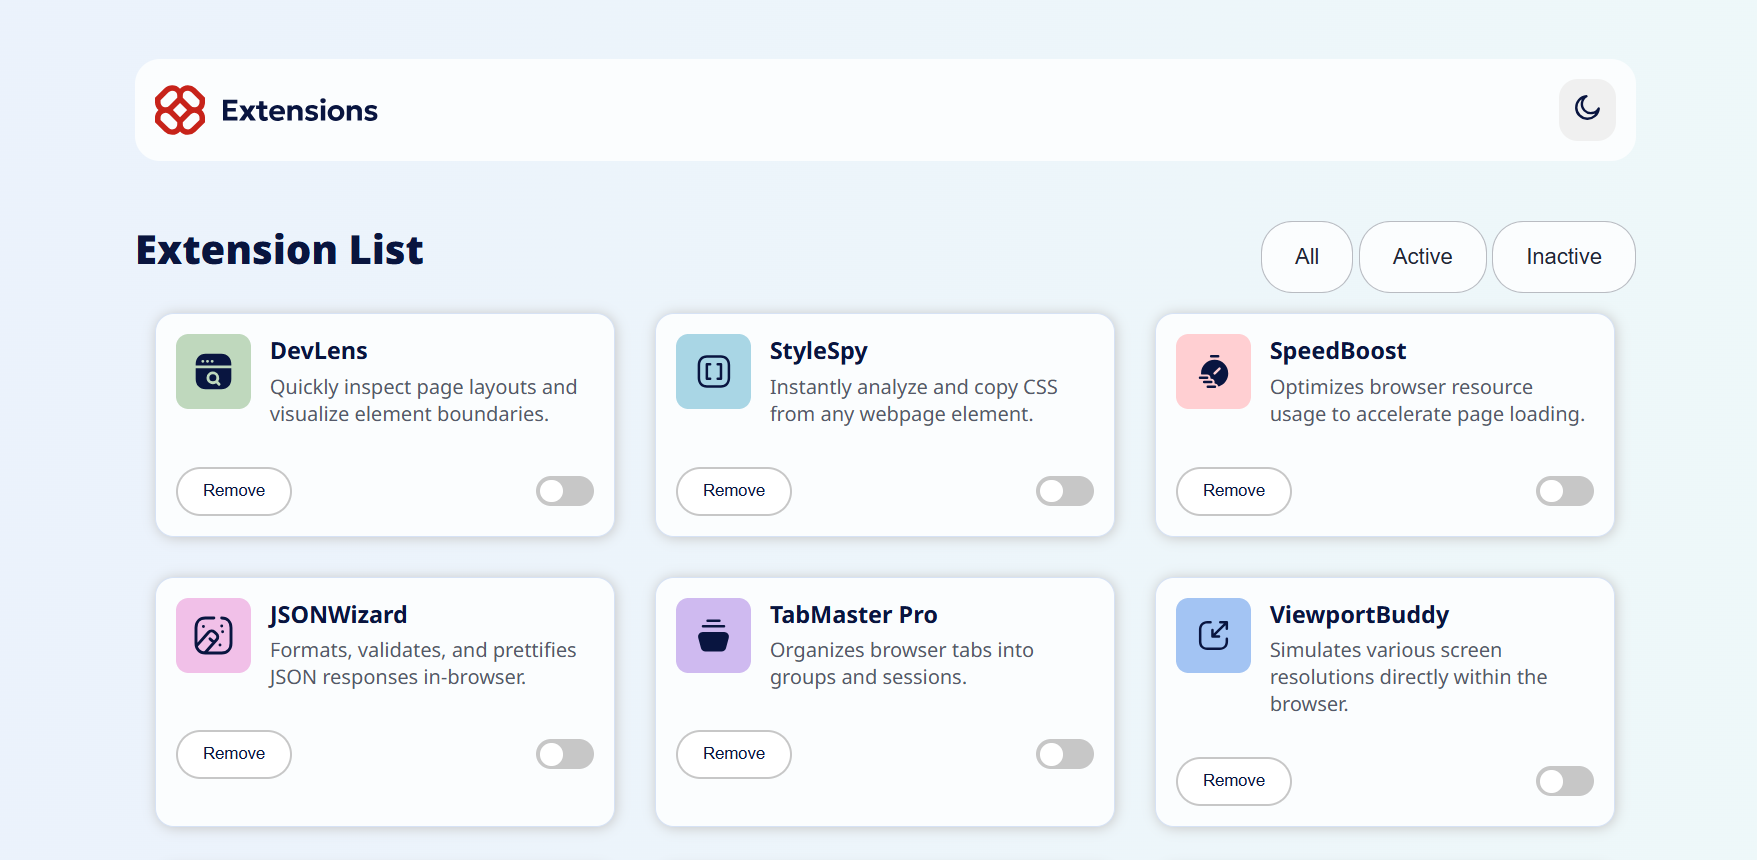 Extensions
Extension List
All
Active
Inactive
DevLens
Quickly inspect page layouts and
visualize element boundaries.
Remove
StyleSpy
Instantly analyze and copy CSS
from any webpage element.
Remove
SpeedBoost
Optimizes browser resource
usage to accelerate page loading.
Remove
JSONWizard
Formats, validates, and prettifies
JSON responses in-browser.
Remove
TabMaster Pro
Organizes browser tabs into
groups and sessions.
Remove
ViewportBuddy
Simulates various screen
resolutions directly within the
browser.
Remove